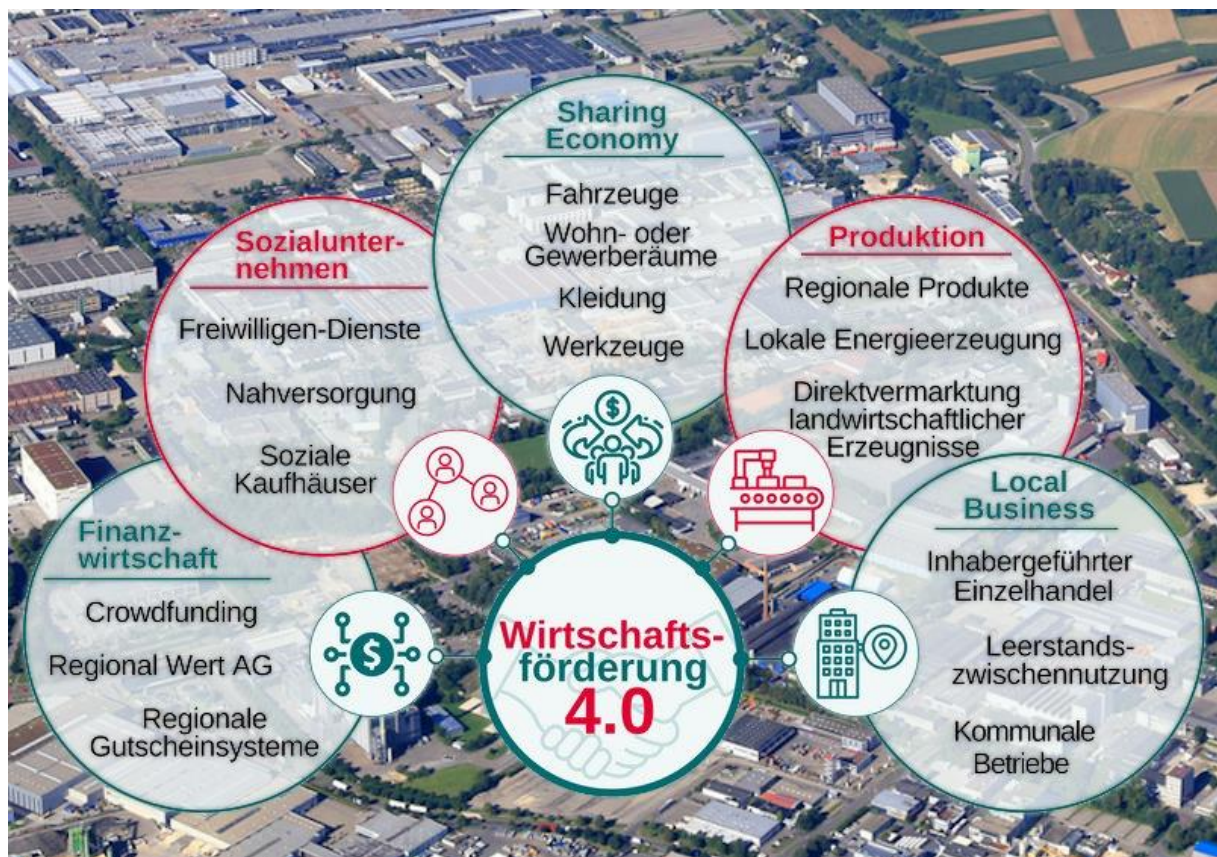 Sharing
Economy
Fahrzeuge
Wohn- oder
Gewerberäume
Kleidung
Werkzeuge
Sozialunter-
nehmen
Freiwilligen-Dienste
Nahversorgung
Soziale
Kaufhäuser
Produktion
Regionale Produkte
Lokale Energieerzeugung
Direktvermarktung
landwirtschaftlicher
Erzeugnisse
Finanz-
wirtschaft
Crowdfunding
Regional Wert AG
Regionale
Gutscheinsysteme
Local
Business
Inhabergeführter
Einzelhandel
Leerstands-
zwischennutzung
Kommunale
Betriebe
Wirtschafts-
förderung
4.0
$
$